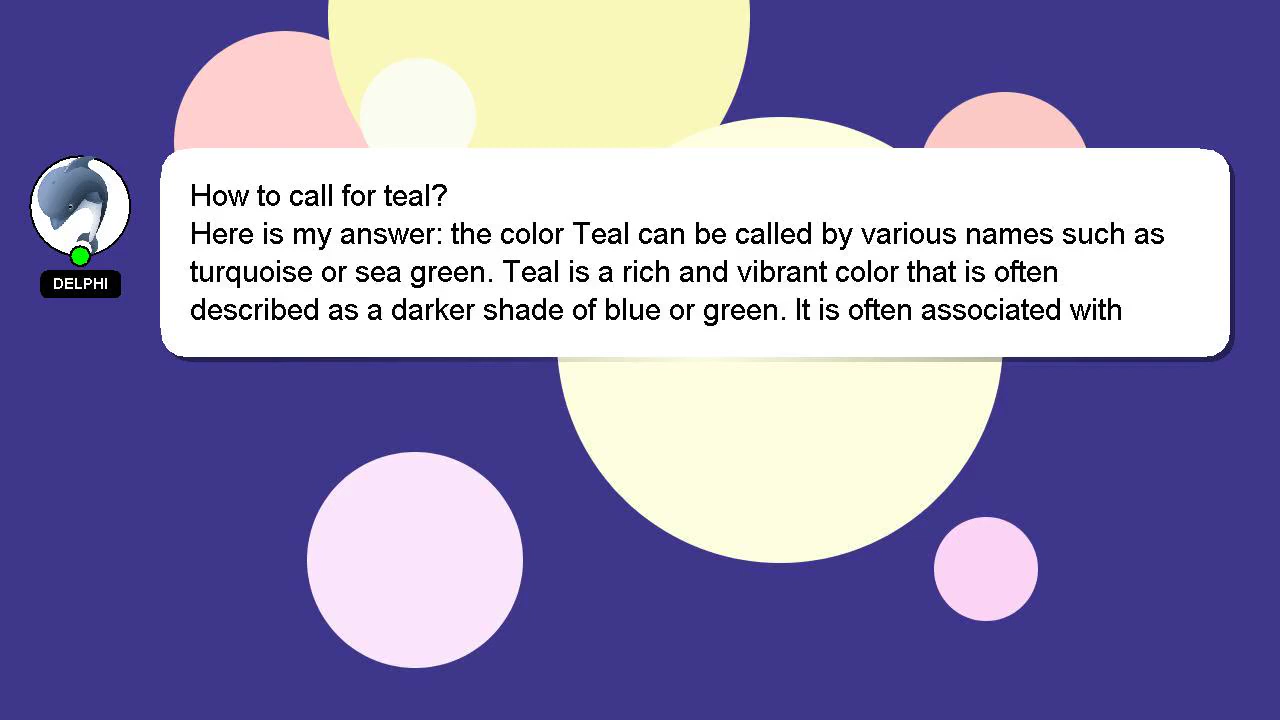 How to call for teal?
Here is my answer: the color Teal can be called by various names such as
turquoise or sea green. Teal is a rich and vibrant color that is often
described as a darker shade of blue or green. It is often associated with
DELPHI